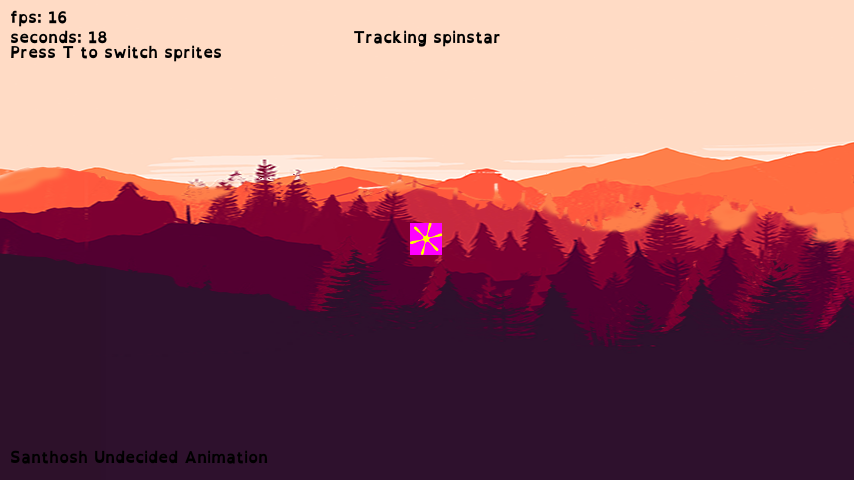 fps: 16
seconds: 18
Tracking spinstar
Press T to switch sprites
Santhosh Undecided Animation